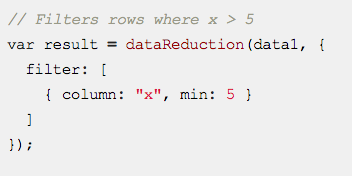 // Filters rows where x > 5
var result = dataReduction(data1, {
  filter: [
    { column: "x", min: 5 }
  ]
});